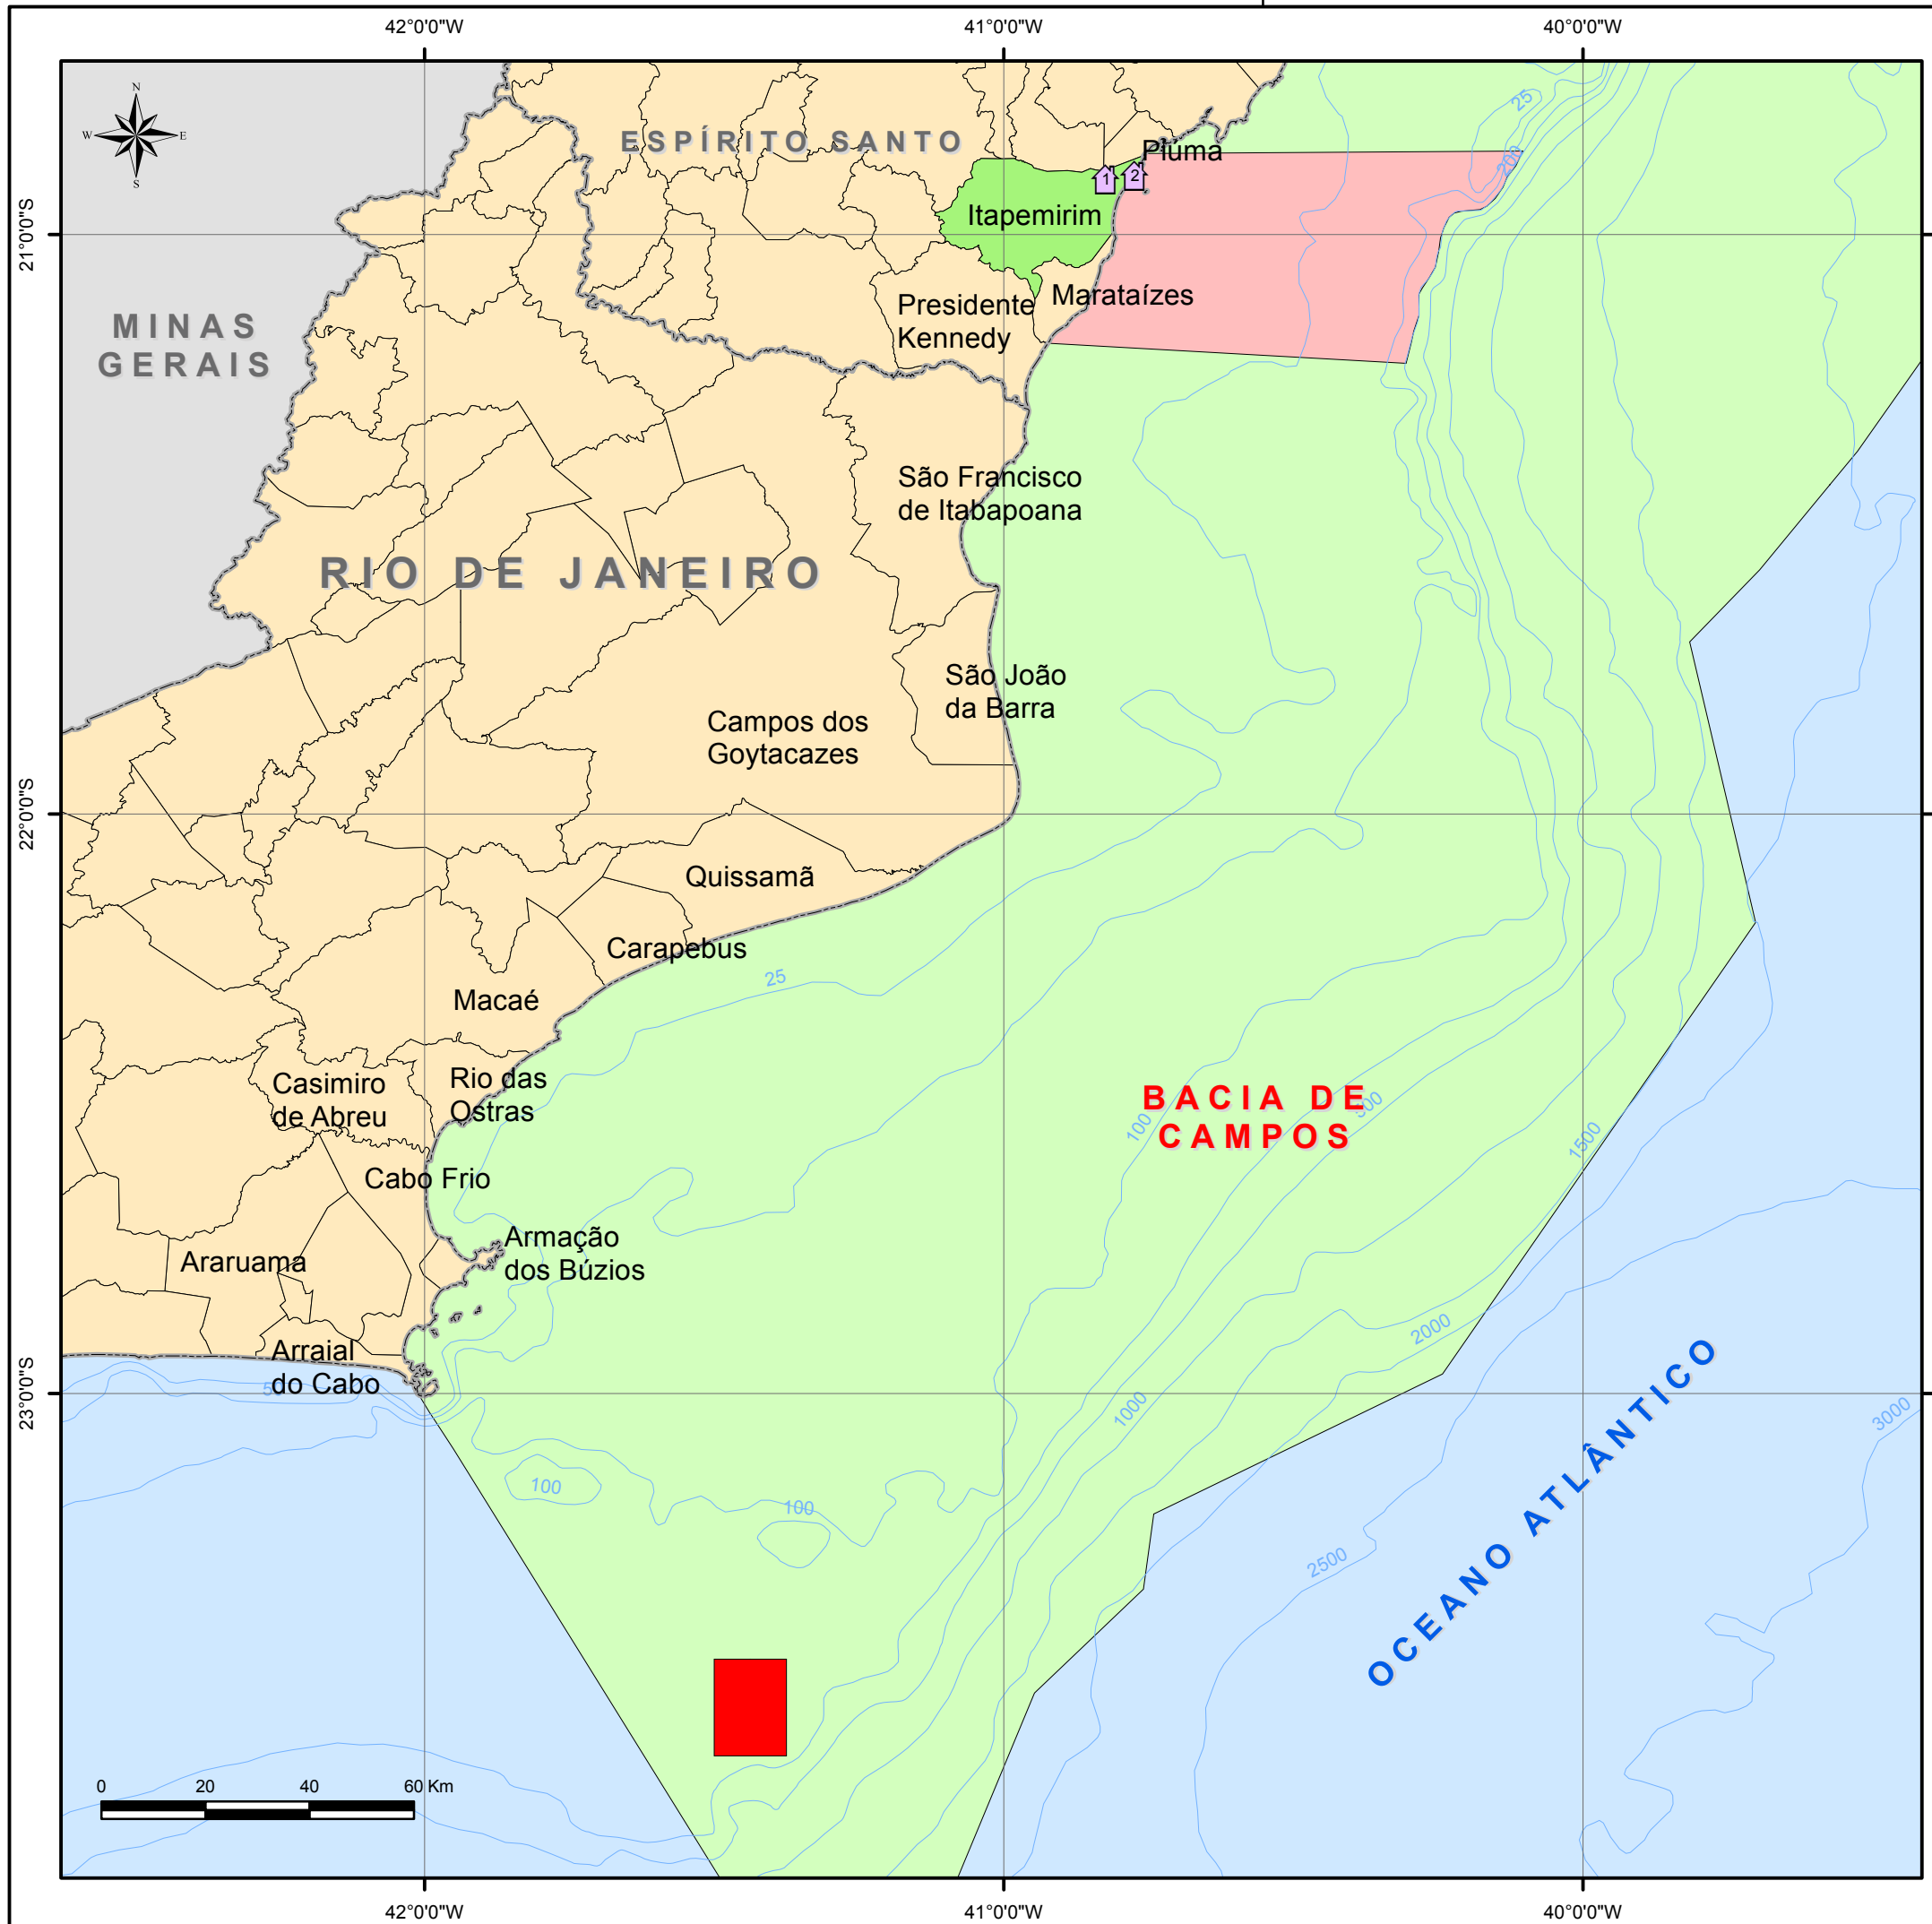 42°0'0"W
41°0'0"W
40°0'0"W
N
W
E
S
ESPÍRITO SANTO
25
200
Piúma
1
2
Itapemirim
21°0'0"S
MINAS
GERAIS
Presidente
Kennedy
Marataízes
São Francisco
de Itabapoana
RIO DE JANEIRO
São João
da Barra
Campos dos
Goytacazes
22°0'0"S
Quissamã
Carapebus
25
Macaé
Casimiro
de Abreu
Rio das
Ostras
BACIA DE
CAMPOS
100
500
1500
Cabo Frio
Armação
dos Búzios
Araruama
Arraial
do Cabo
2000
1000
23°0'0"S
3000
OCEANO ATLÂNTICO
100
100
2500
0
20
40
60 Km
42°0'0"W
41°0'0"W
40°0'0"W